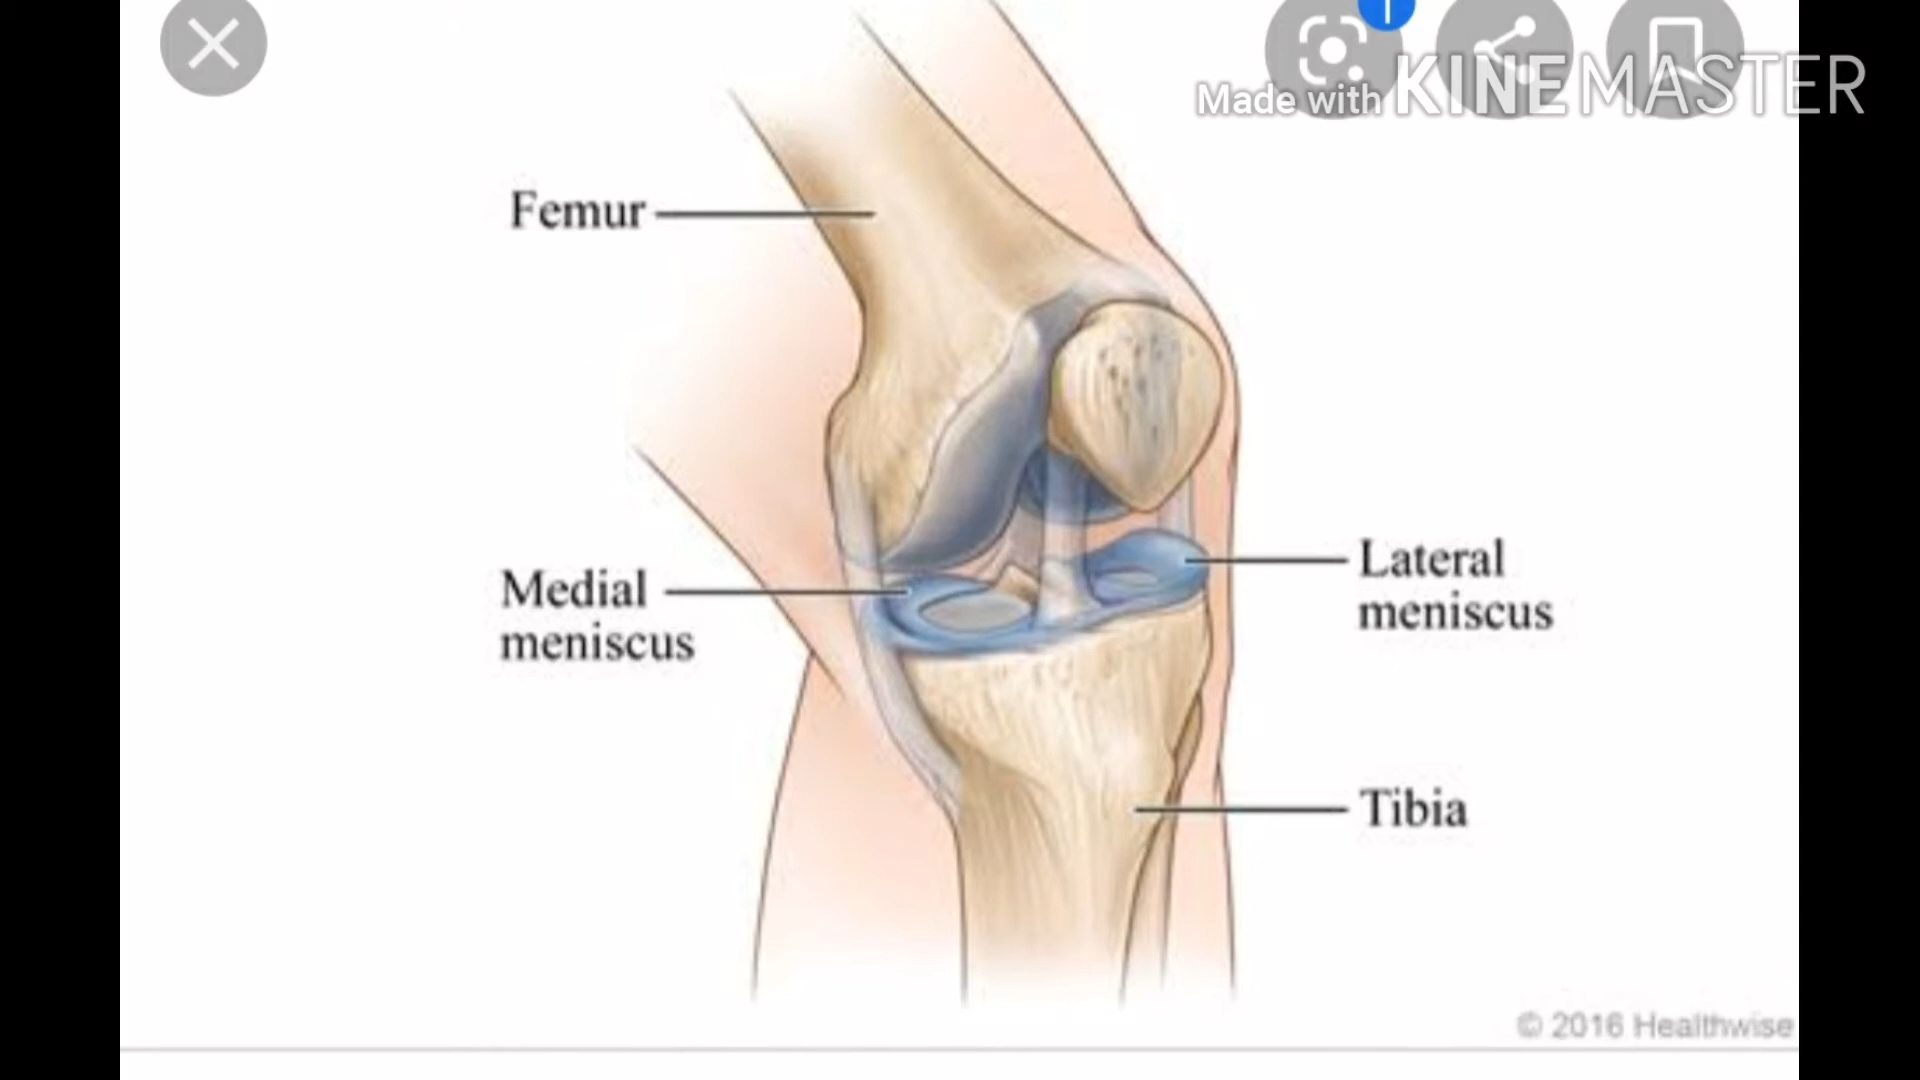 Made with KINEMASTER
Femur
Medial
meniscus
Lateral
meniscus
Tibia
© 2016 Healthwise